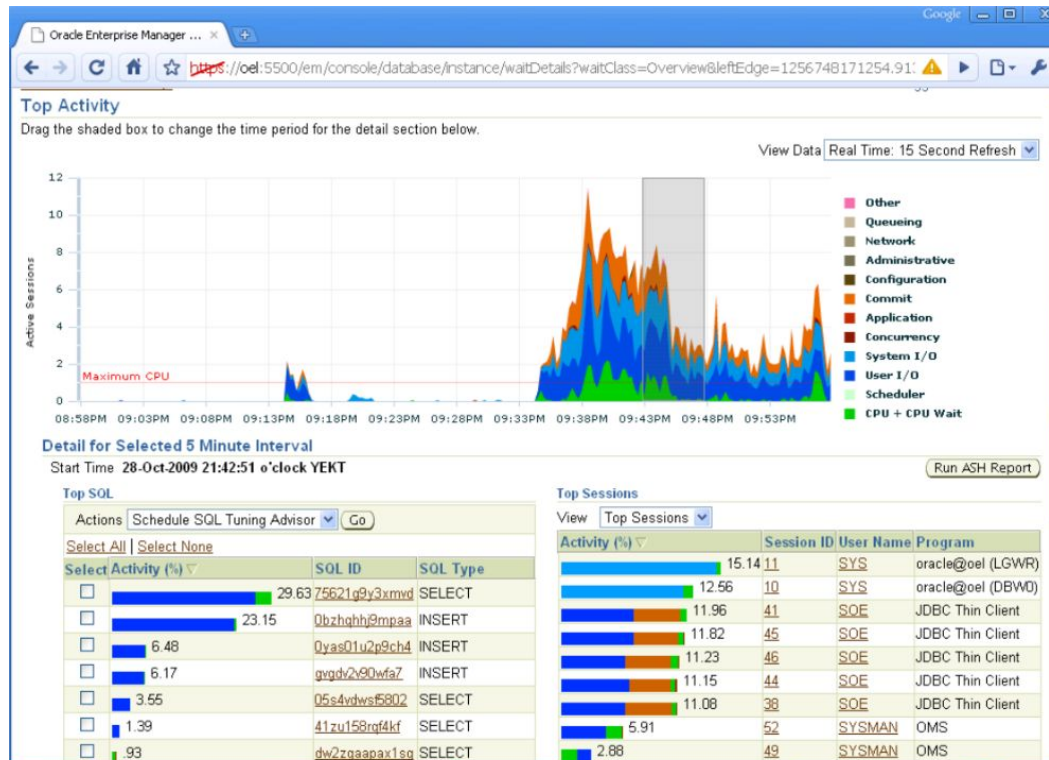 Google
Oracle Enterprise Manager ...
https://oel:5500/em/console/database/instance/waitDetails?waitClass=Overview&leftEdge=1256748171254.91
Top Activity
Drag the shaded box to change the time period for the detail section below.
View Data Real Time: 15 Second Refresh
12
10
8
6
4
2
0
Active Sessions
Maximum CPU
08:58PM 09:03PM 09:08PM 09:13PM 09:18PM 09:23PM 09:28PM 09:33PM 09:38PM 09:43PM 09:48PM 09:53PM
Other
Queueing
Network
Administrative
Configuration
Commit
Application
Concurrency
System I/O
User I/O
Scheduler
CPU + CPU Wait
Detail for Selected 5 Minute Interval
Start Time 28-Oct-2009 21:42:51 o'clock YEKT
Run ASH Report
Top SQL
Actions Schedule SQL Tuning Advisor Go
Select All | Select None
Select Activity (%) SQL ID SQL Type
29.63 75621g9y3xmvd SELECT
23.15 0bzhqhhj9mpaa INSERT
6.48 0yas01u2p9ch4 INSERT
6.17 gvgdv2v90wfa7 INSERT
3.55 05s4vdwsf5802 SELECT
1.39 41zu158rqf4kf SELECT
.93 dw2zgaapax1sg SELECT
Top Sessions
View Top Sessions
Activity (%) Session ID User Name Program
15.14 11 SYS oracle@oel (LGWR)
12.56 10 SYS oracle@oel (DBW0)
11.96 41 SOE JDBC Thin Client
11.82 45 SOE JDBC Thin Client
11.23 46 SOE JDBC Thin Client
11.15 44 SOE JDBC Thin Client
11.08 38 SOE JDBC Thin Client
5.91 52 SYSMAN OMS
2.88 49 SYSMAN OMS